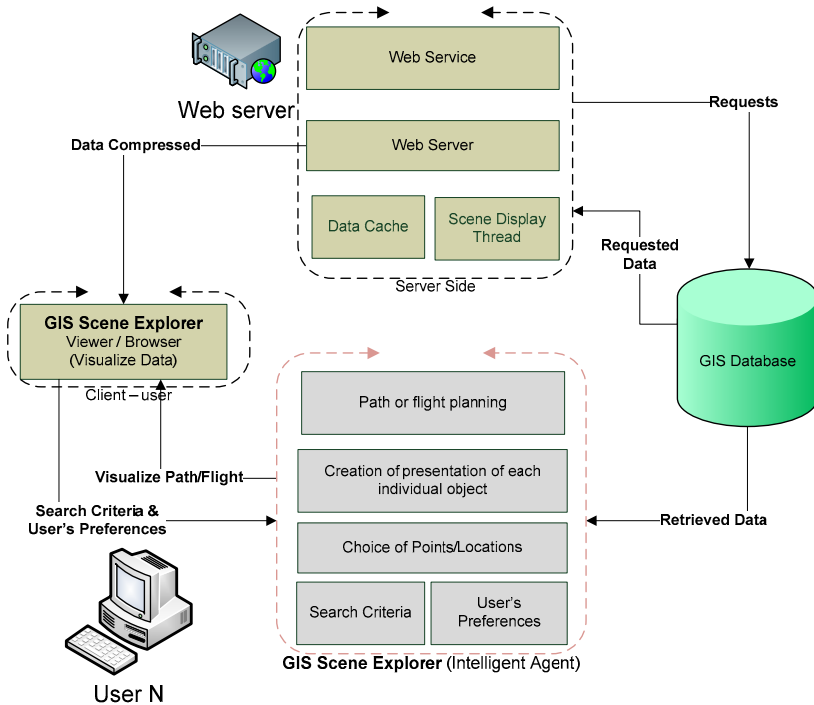 Web Service
Requests
Web server
Data Compressed
Web Server
Data Cache
Scene Display
Thread
Requested
Data
Server Side
GIS Scene Explorer
Viewer / Browser
(Visualize Data)
Client – user
GIS Database
Path or flight planning
Visualize Path/Flight
Creation of presentation of each
individual object
Search Criteria &
User's Preferences
Retrieved Data
Choice of Points/Locations
Search Criteria
User's
Preferences
GIS Scene Explorer (Intelligent Agent)
User N